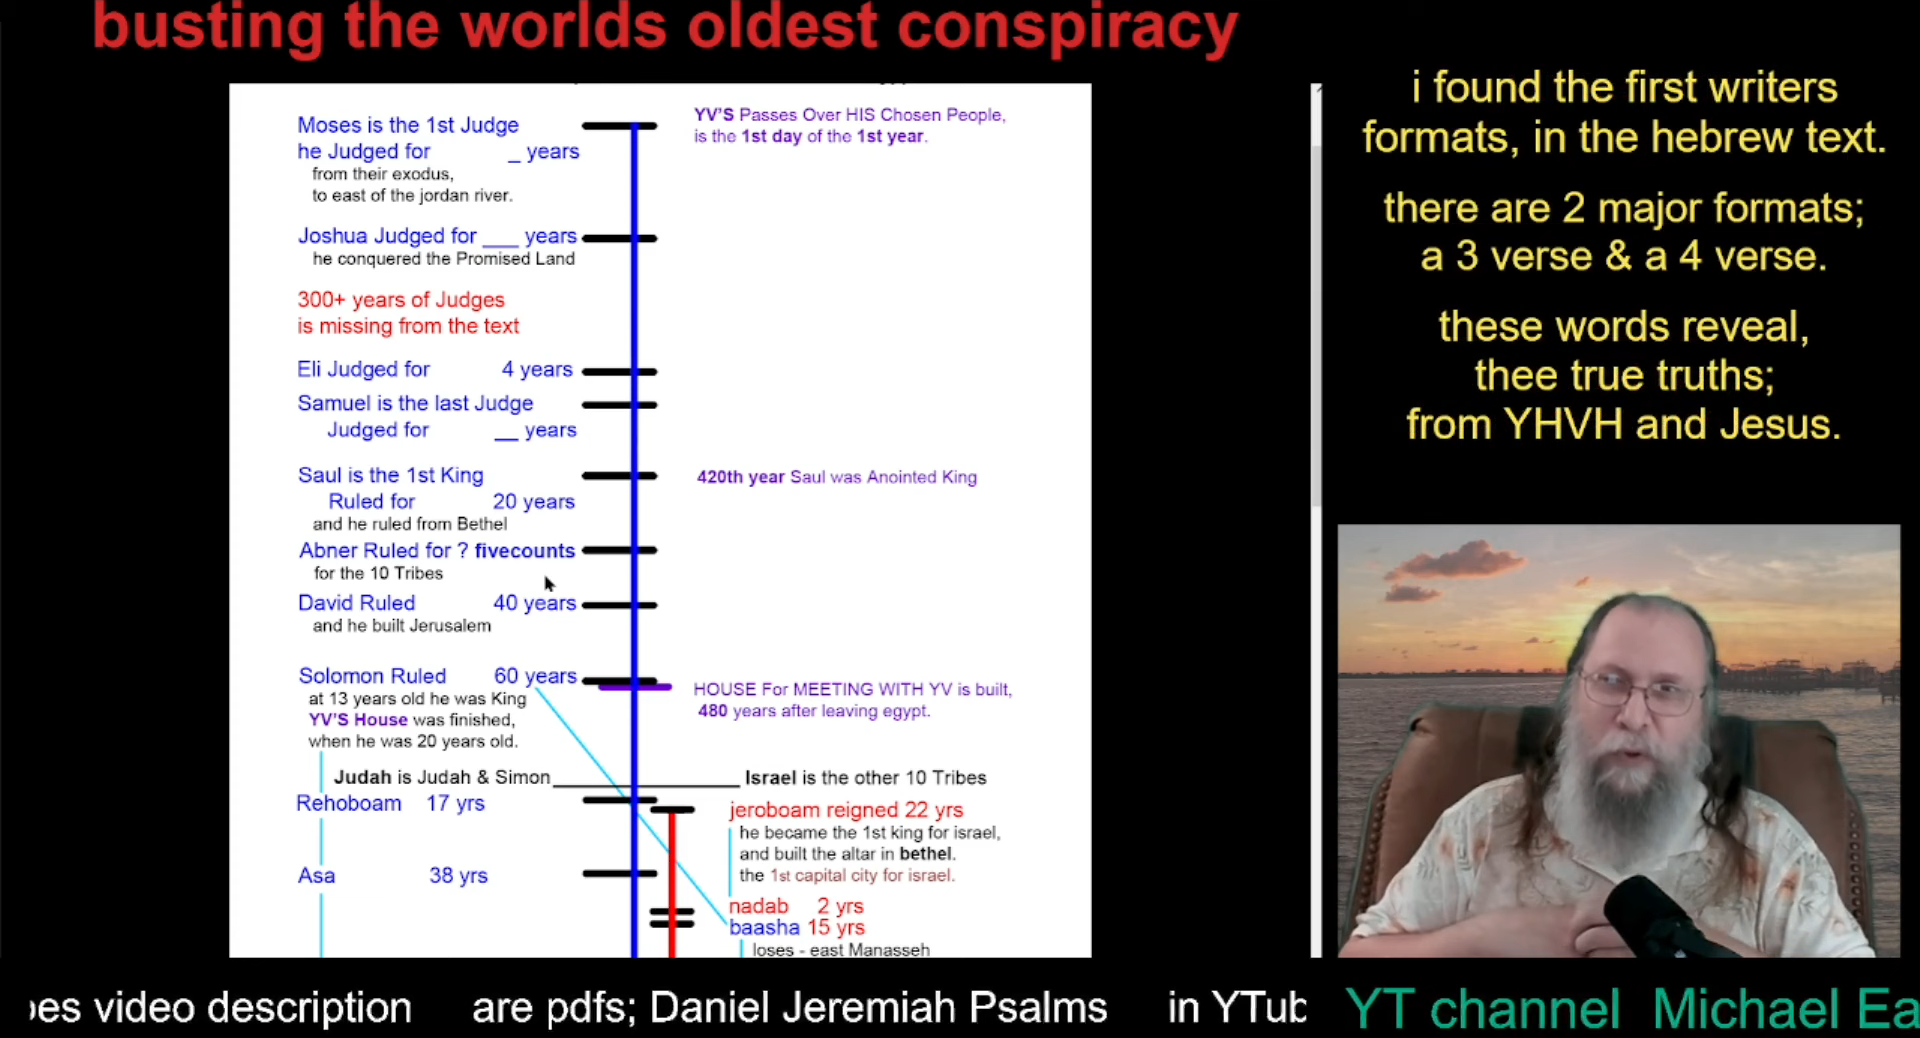 busting the worlds oldest conspiracy
Moses is the 1st Judge
he Judged for _ years
from their exodus,
to east of the jordan river.
YV'S Passes Over HIS Chosen People,
is the 1st day of the 1st year.
Joshua Judged for ___ years
he conquered the Promised Land
300+ years of Judges
is missing from the text
Eli Judged for 4 years
Samuel is the last Judge
Judged for __ years
Saul is the 1st King
Ruled for 20 years
and he ruled from Bethel
420th year Saul was Anointed King
Abner Ruled for ? fivecounts
for the 10 Tribes
David Ruled 40 years
and he built Jerusalem
Solomon Ruled 60 years
at 13 years old he was King
YV'S House was finished,
when he was 20 years old.
HOUSE For MEETING WITH YV is built,
480 years after leaving egypt.
Judah is Judah & Simon
Israel is the other 10 Tribes
Rehoboam 17 yrs
Asa 38 yrs
jeroboam reigned 22 yrs
he became the 1st king for israel,
and built the altar in bethel.
the 1st capital city for israel.
nadab 2 yrs
baasha 15 yrs
loses - east Manasseh
i found the first writers
formats, in the hebrew text.
there are 2 major formats;
a 3 verse & a 4 verse.
these words reveal,
thee true truths;
from YHVH and Jesus.
es video description are pdfs; Daniel Jeremiah Psalms in YTub
YT channel Michael Ea